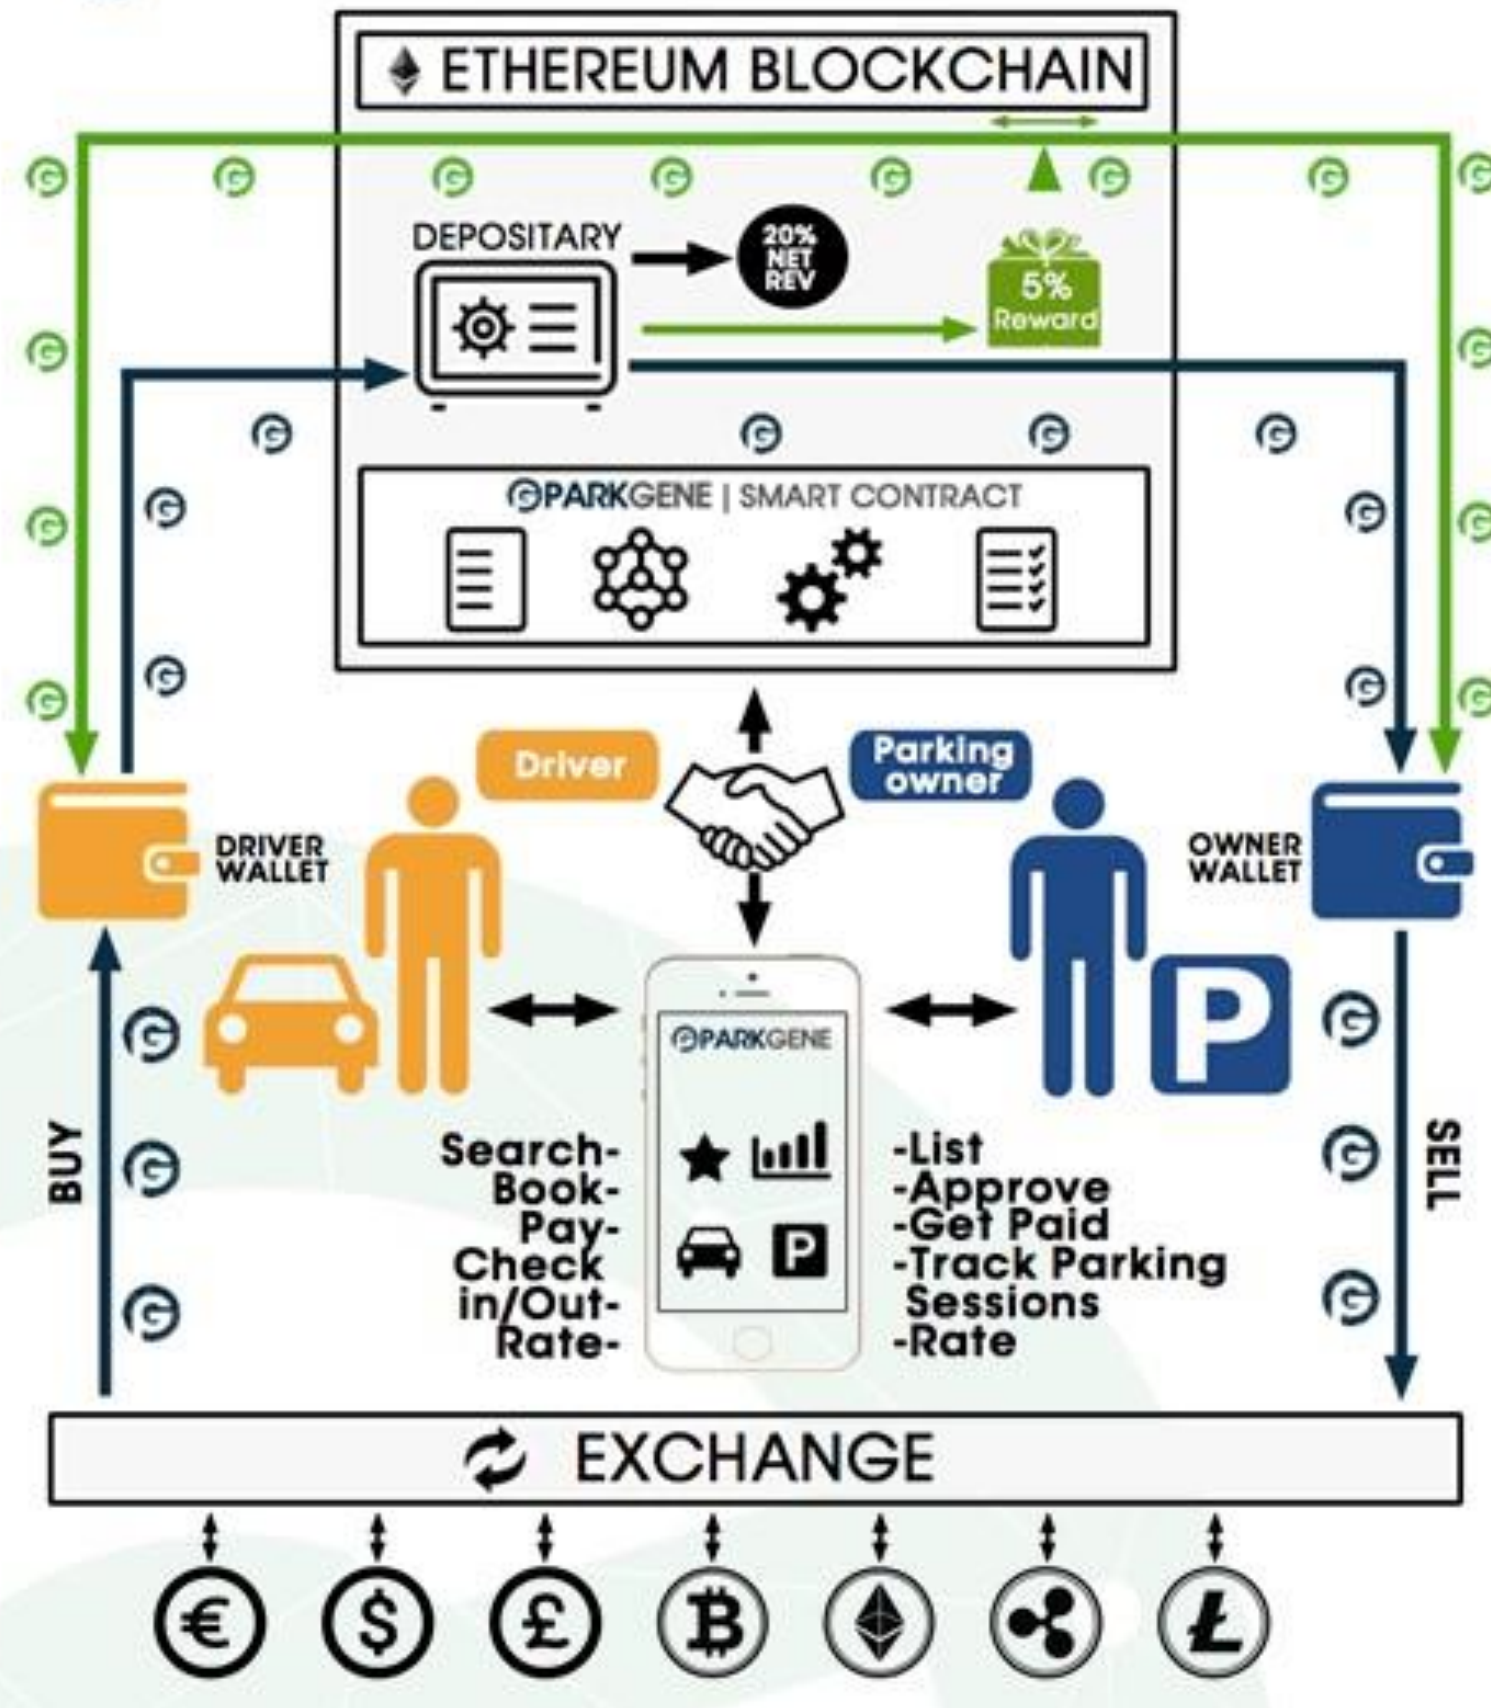 ETHEREUM BLOCKCHAIN
DEPOSITARY
20%
NET
REV
5%
Reward
PARKGENE | SMART CONTRACT
Driver
Parking
owner
DRIVER
WALLET
OWNER
WALLET
PARKGENE
BUY
Search-
Book-
Pay-
Check
in/Out-
Rate-
-List
-Approve
-Get Paid
-Track Parking
Sessions
-Rate
P
P
SELL
EXCHANGE
€ $ £